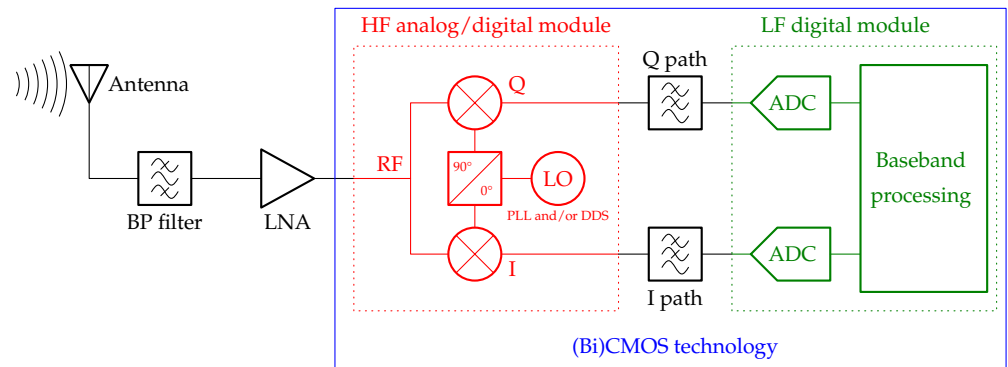 HF analog/digital module
LF digital module
Antenna
Q
Q path
ADC
RF
90°
0°
LO
PLL and/or DDS
Baseband
processing
BP filter
LNA
I
I path
ADC
(Bi)CMOS technology